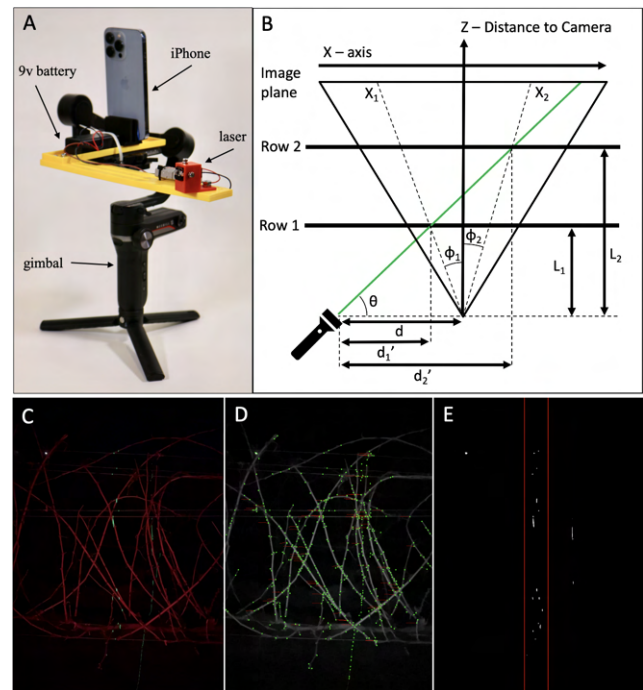 A
iPhone
9v battery
laser
gimbal
B
Z – Distance to Camera
X – axis
Image
plane
X₁
X₂
Row 2
Row 1
ϕ₁
ϕ₂
L₁
L₂
θ
d
d₁’
d₂’
C
D
E